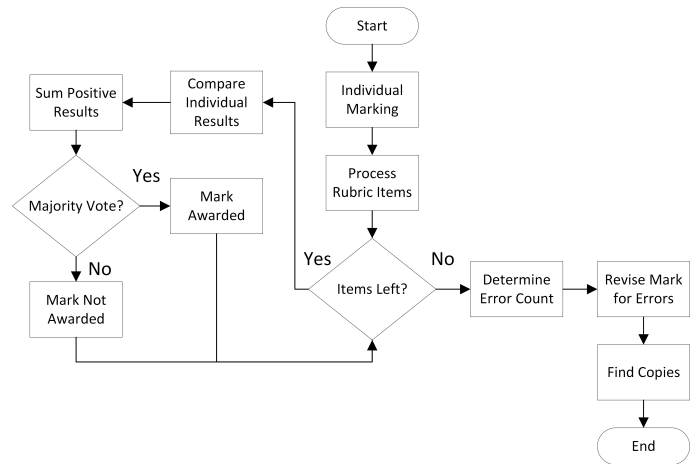 Start
Individual
Marking
Process
Rubric Items
Items Left?
Yes
No
Compare
Individual
Results
Sum Positive
Results
Majority Vote?
Yes
No
Mark
Awarded
Mark Not
Awarded
Determine
Error Count
Revise Mark
for Errors
Find Copies
End